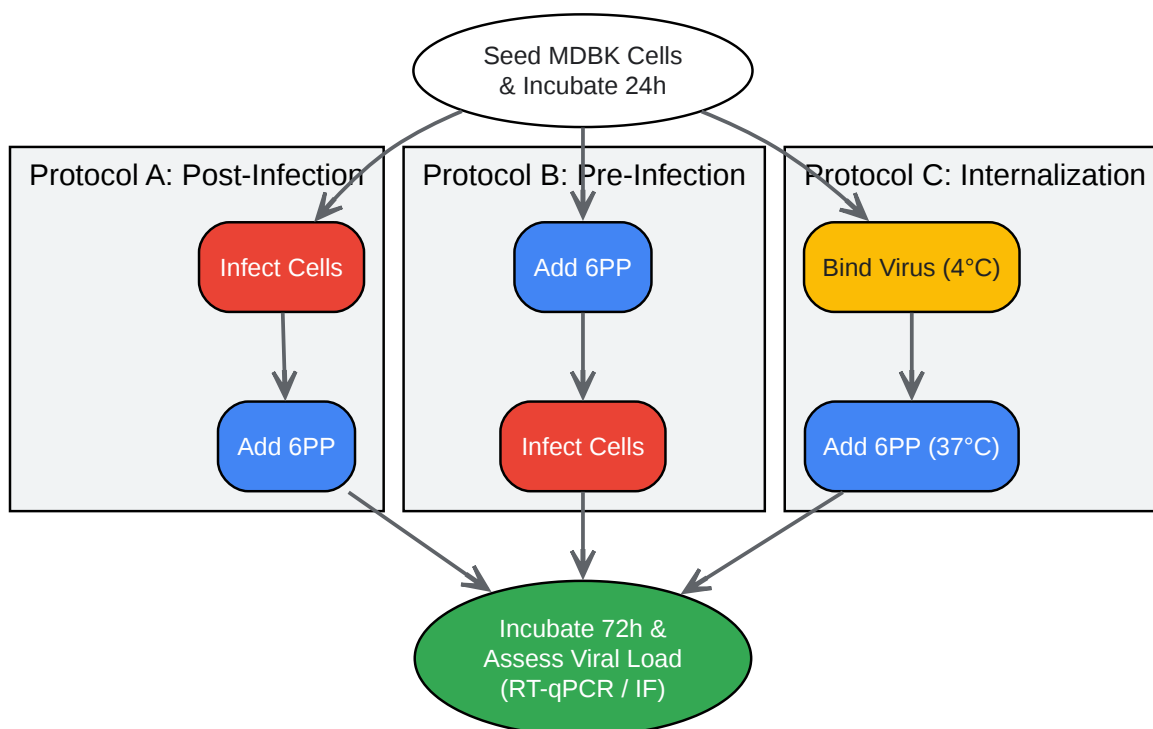 Seed MDBK Cells
& Incubate 24h
Protocol A: Post-Infection
Protocol B: Pre-Infection
Protocol C: Internalization
Infect Cells
Add 6PP
Bind Virus (4°C)
Add 6PP
Infect Cells
Add 6PP (37°C)
Incubate 72h &
Assess Viral Load
(RT-qPCR / IF)